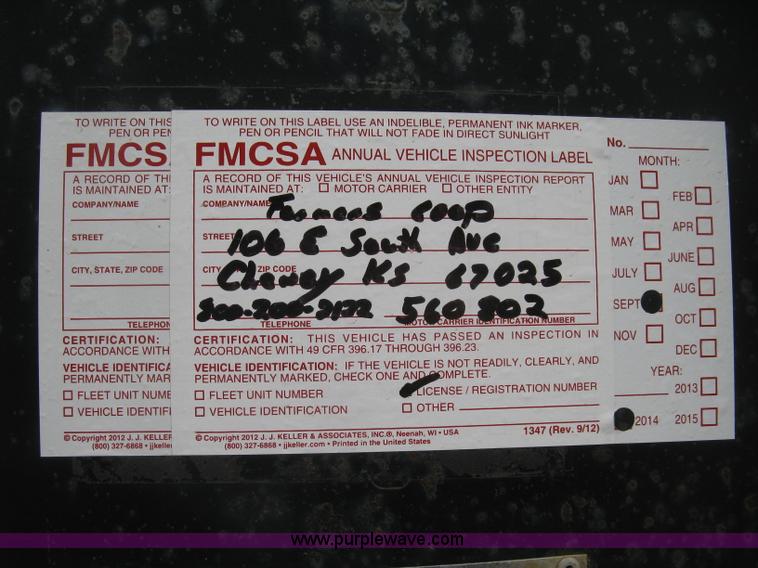 TO WRITE ON THIS
PEN OR PEN
FMCS
A RECORD OF TH
IS MAINTAINED AT:
COMPANY/NAME
STREET
CITY, STATE, ZIP CODE
TELEPHON
CERTIFICATION:
ACCORDANCE WITH
VEHICLE IDENTIFICA
PERMANENTLY MAR
FLEET UNIT NUME
VEHICLE IDENTIFI
© Copyright 2012 J. J. KELLER
(800) 327-6868 • jjkeller
TO WRITE ON THIS LABEL USE AN INDELIBLE, PERMANENT INK MARKER,
PEN OR PENCIL THAT WILL NOT FADE IN DIRECT SUNLIGHT
FMCSA ANNUAL VEHICLE INSPECTION LABEL
A RECORD OF THIS VEHICLE'S ANNUAL VEHICLE INSPECTION REPORT
IS MAINTAINED AT: MOTOR CARRIER OTHER ENTITY
COMPANY/NAME Farmers COOP
STREET 106 E South Ave
CITY, ZIP CODE Cheney KS 67025
560802
TELEPHONE MOTOR CARRIER IDENTIFICATION NUMBER
CERTIFICATION: THIS VEHICLE HAS PASSED AN INSPECTION IN
ACCORDANCE WITH 49 CFR 396.17 THROUGH 396.23.
VEHICLE IDENTIFICATION: IF THE VEHICLE IS NOT READILY, CLEARLY, AND
PERMANENTLY MARKED, CHECK ONE AND COMPLETE.
FLEET UNIT NUMBER LICENSE / REGISTRATION NUMBER
VEHICLE IDENTIFICATION OTHER
© Copyright 2012 J. J. KELLER & ASSOCIATES, INC.®, Neenah, WI • USA 1347 (Rev. 9/12)
(800) 327-6868 • jjkeller.com • Printed in the United States
No.
MONTH:
JAN
FEB
MAR
APR
MAY
JUNE
JULY
AUG
SEPT
OCT
NOV
DEC
YEAR:
2013
2014 2015
www.purplewave.com